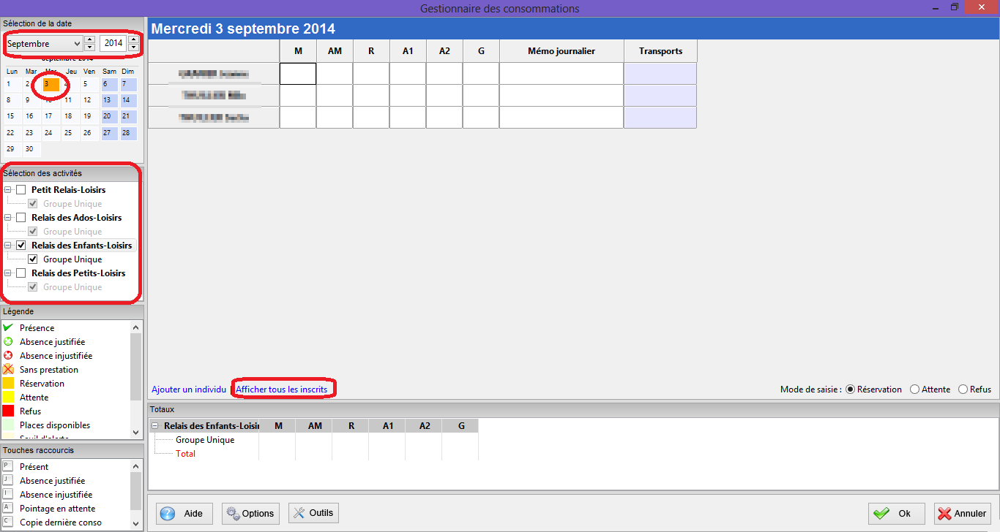 Gestionnaire des consommations
Sélection de la date
Septembre 2014
Lun Mar Mer Jeu Ven Sam Dim
1 2 3 4 5 6 7
8 9 10 11 12 13 14
15 16 17 18 19 20 21
22 23 24 25 26 27 28
29 30
Sélection des activités
Petit Relais-Loisirs
Groupe Unique
Relais des Ados-Loisirs
Groupe Unique
Relais des Enfants-Loisirs
Groupe Unique
Relais des Petits-Loisirs
Groupe Unique
Légende
Présence
Absence justifiée
Absence injustifiée
Sans prestation
Réservation
Attente
Refus
Places disponibles
Seuil d'alerte
Touches raccourcis
P Présent
J Absence justifiée
I Absence injustifiée
A Pointage en attente
C Copie dernière conso
Mercredi 3 septembre 2014
M AM R A1 A2 G Mémo journalier Transports
Ajouter un individu | Afficher tous les inscrits
Mode de saisie : Réservation Attente Refus
Totaux
Relais des Enfants-Loisir M AM R A1 A2 G
Groupe Unique
Total
Aide Options Outils Ok Annuler